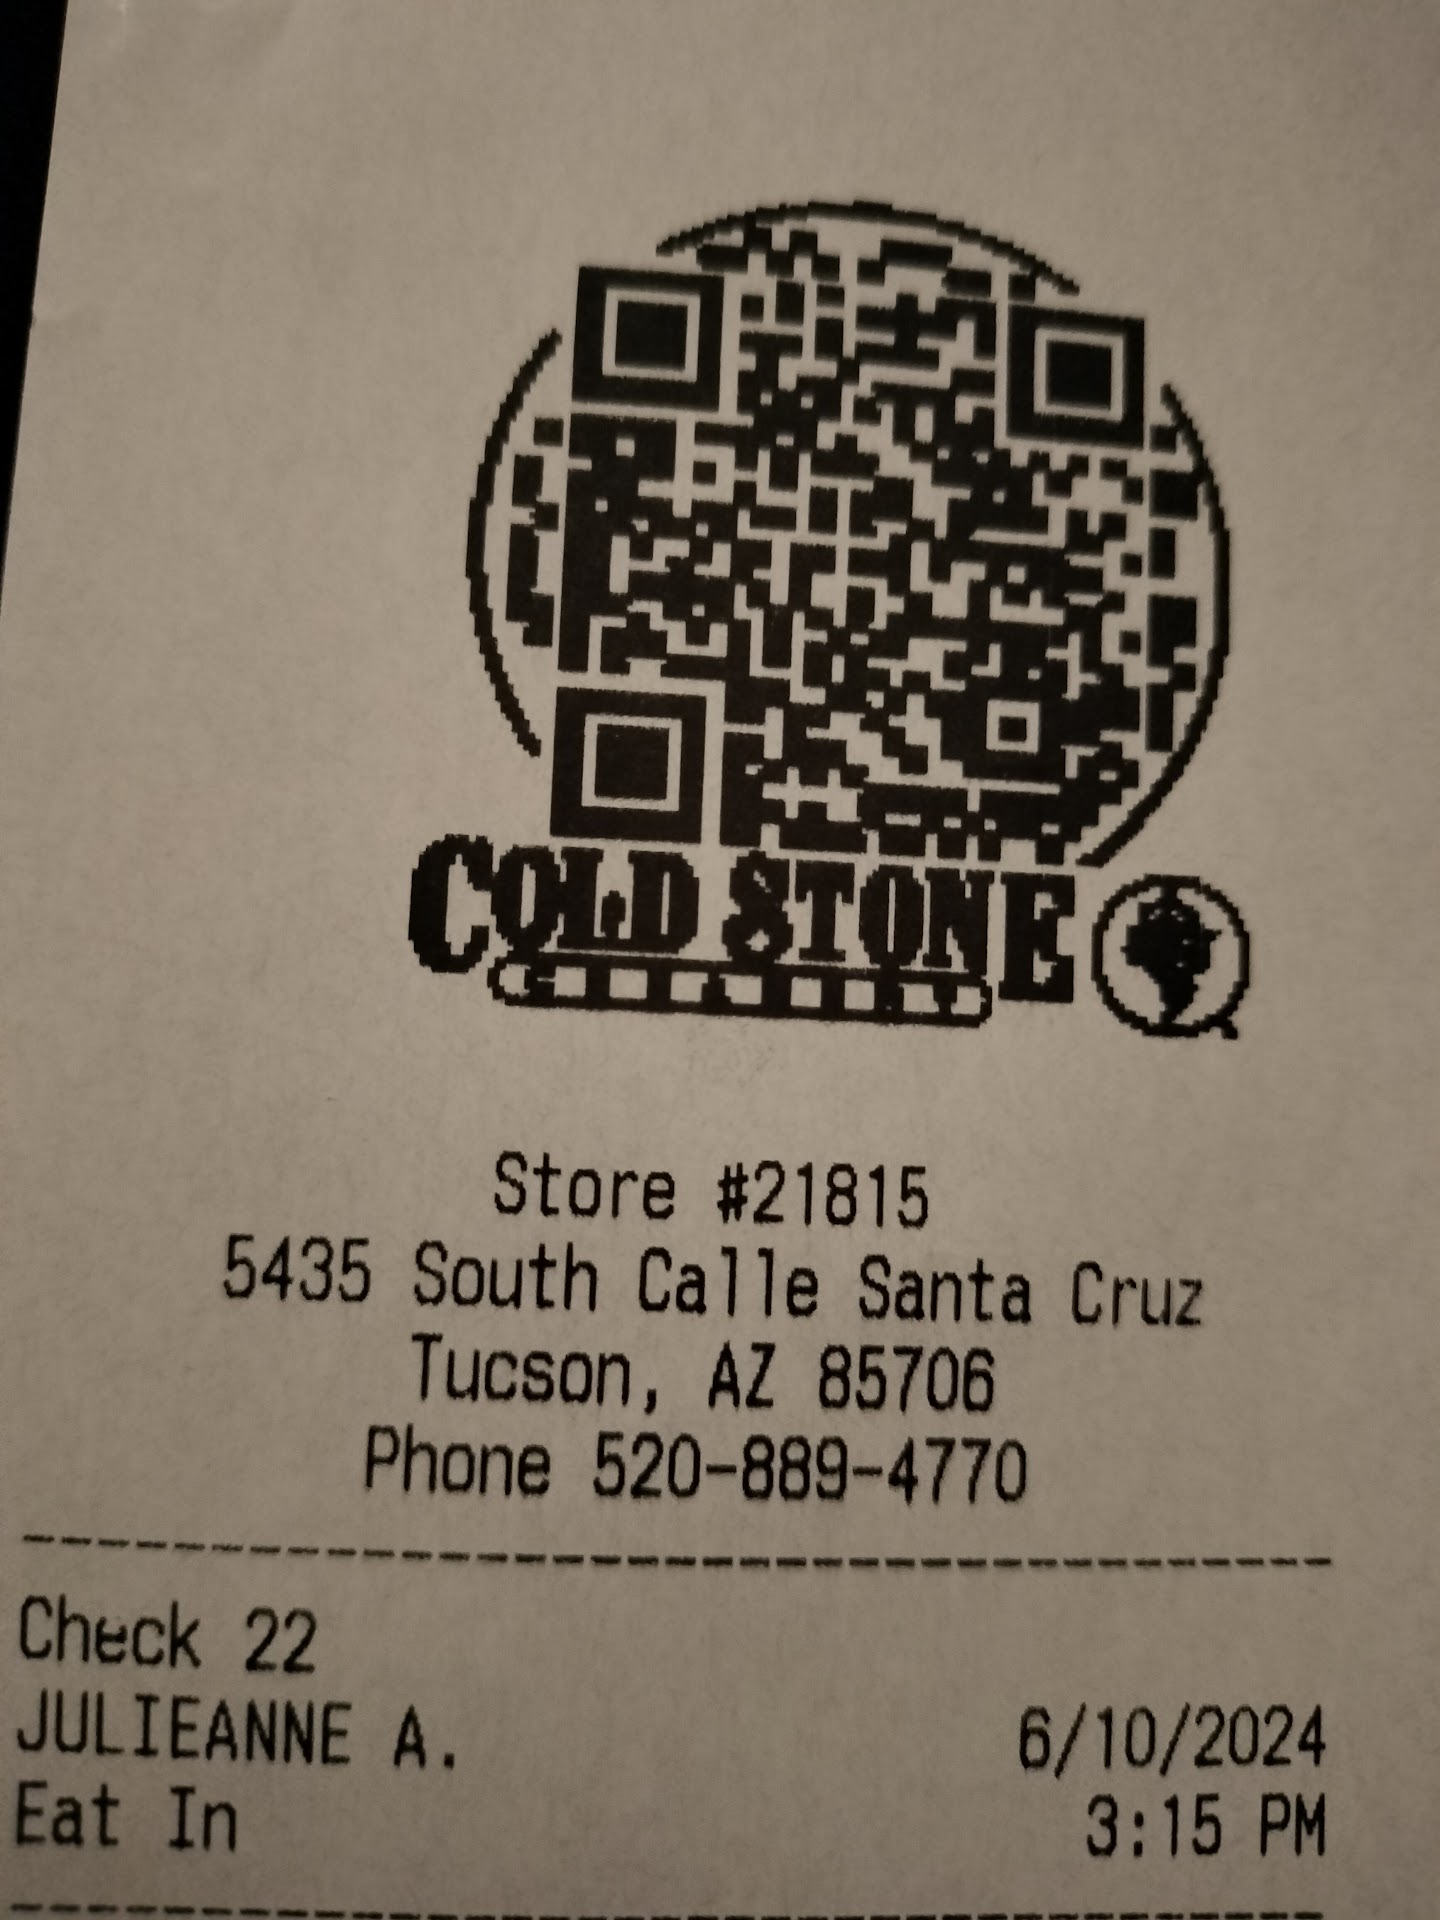 COLD STONE
Store #21815
5435 South Calle Santa Cruz
Tucson, AZ 85706
Phone 520-889-4770
Check 22
JULIEANNE A.
6/10/2024
Eat In
3:15 PM